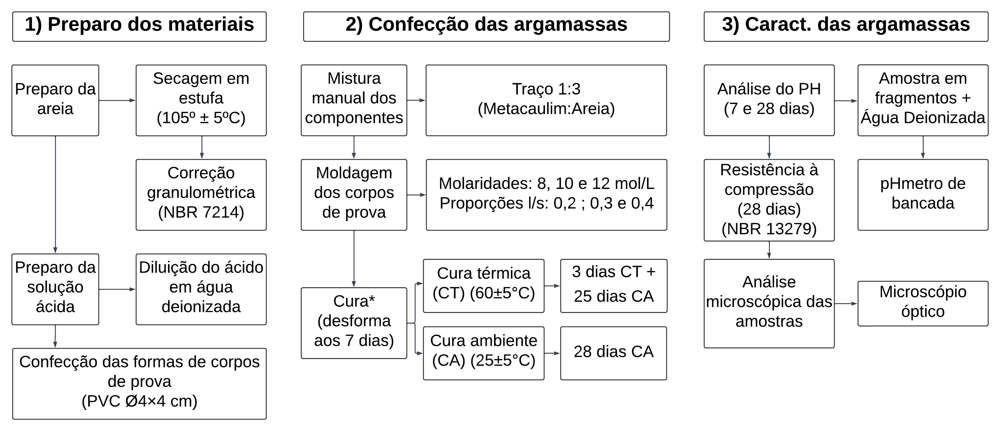 1) Preparo dos materiais
Preparo da
areia
Secagem em
estufa
(105º ± 5ºC)
Correção
granulométrica
(NBR 7214)
Preparo da
solução
ácida
Diluição do ácido
em água
deionizada
Confecção das formas de corpos
de prova
(PVC Ø4×4 cm)
2) Confecção das argamassas
Mistura
manual dos
componentes
Traço 1:3
(Metacaulim:Areia)
Moldagem
dos corpos
de prova
Molaridades: 8, 10 e 12 mol/L
Proporções l/s: 0,2 ; 0,3 e 0,4
Cura*
(desforma
aos 7 dias)
Cura térmica
(CT) (60±5°C)
3 dias CT +
25 dias CA
Cura ambiente
(CA) (25±5°C)
28 dias CA
3) Caract. das argamassas
Análise do PH
(7 e 28 dias)
Amostra em
fragmentos +
Água Deionizada
pHmetro de
bancada
Resistência à
compressão
(28 dias)
(NBR 13279)
Análise
microscópica das
amostras
Microscópio
óptico